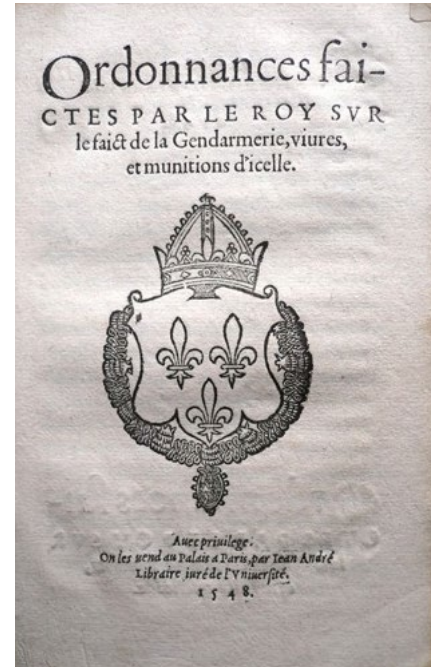 Ordonnances fai-
CTES PAR LE ROY SVR
le faict de la Gendarmerie, viures,
et munitions d'icelle.
Auec priuilege.
On les vend au Palais a Paris, par Iean André
Libraire iuré de l'Vniuersité.
1548.